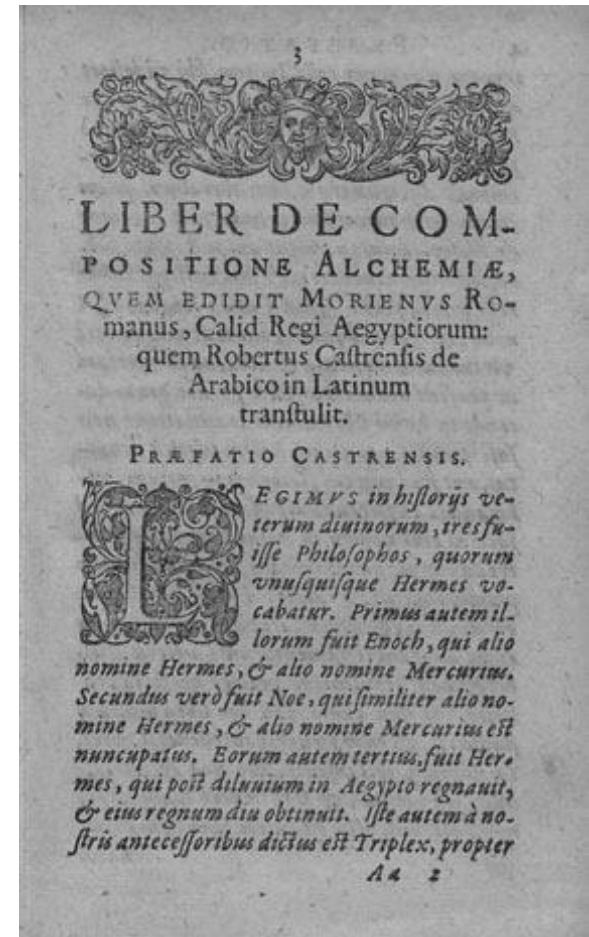 3
LIBER DE COM-
POSITIONE ALCHEMIÆ,
QVEM EDIDIT MORIENVS RO-
manus, Calid Regi Aegyptiorum:
quem Robertus Castrensis de
Arabico in Latinum
transtulit.
PRÆFATIO CASTRENSIS.
LEGIMVS in historijs ve-
terum diuinorum, tres fu-
isse Philosophos, quorum
vnusquisque Hermes vo-
cabatur. Primus autem il-
lorum fuit Enoch, qui alio
nomine Hermes, & alio nomine Mercurius.
Secundus verò fuit Noe, qui similiter alio no-
mine Hermes, & alio nomine Mercurius est
nuncupatus. Eorum autem tertius, fuit Her-
mes, qui post diluuium in Aegypto regnauit,
& eius regnum diu obtinuit. Iste autem à no-
stris antecessoribus dictus est Triplex, propter
Aa 2